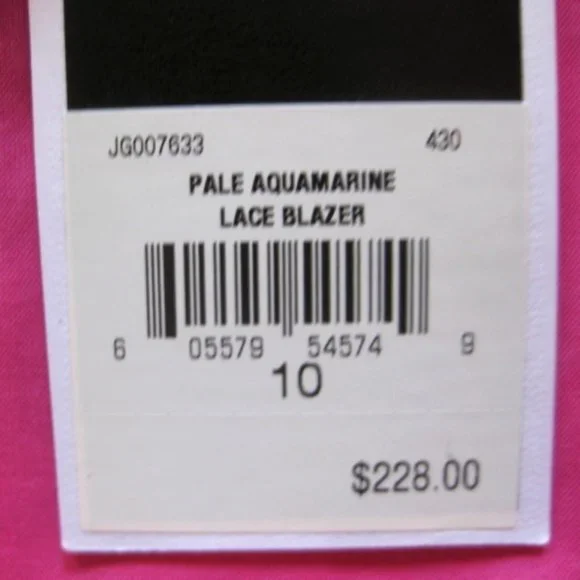 JG007633 430
PALE AQUAMARINE
LACE BLAZER
6 05579 54574 9
10
$228.00